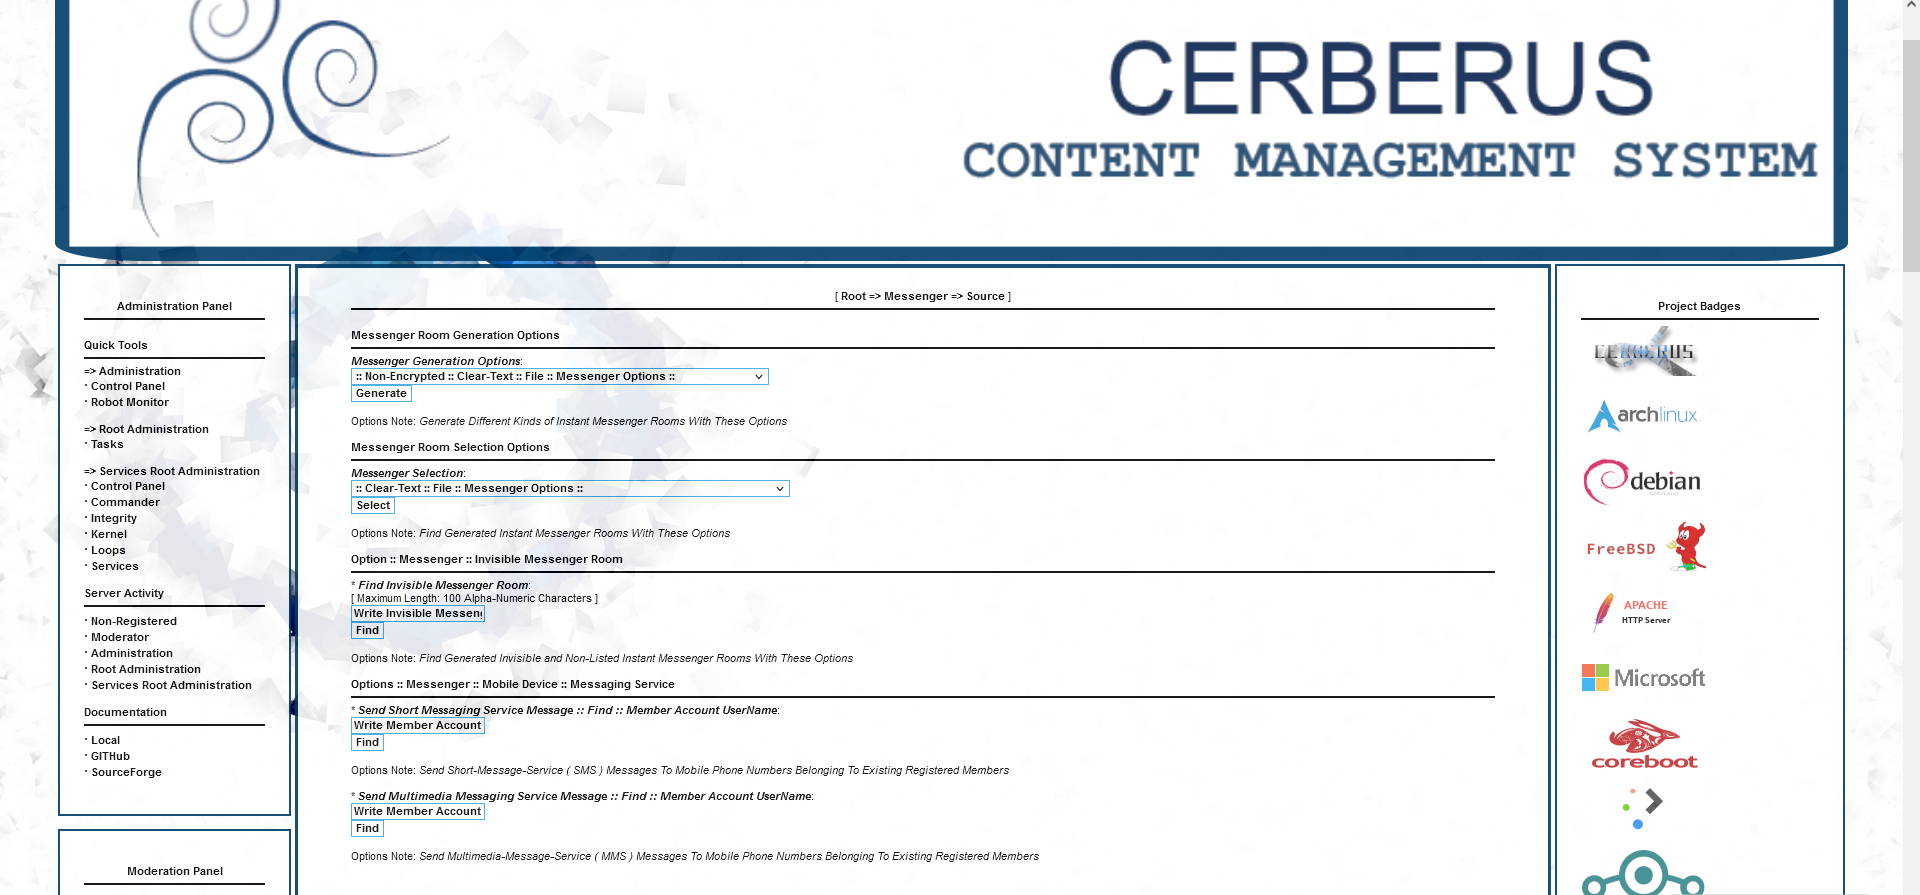 CERBERUS
CONTENT MANAGEMENT SYSTEM
Administration Panel
Quick Tools
=> Administration
· Control Panel
· Robot Monitor
=> Root Administration
· Tasks
=> Services Root Administration
· Control Panel
· Commander
· Integrity
· Kernel
· Loops
· Services
Server Activity
· Non-Registered
· Moderator
· Administration
· Root Administration
· Services Root Administration
Documentation
· Local
· GITHub
· SourceForge
Moderation Panel
[ Root => Messenger => Source ]
Messenger Room Generation Options
Messenger Generation Options:
:: Non-Encrypted :: Clear-Text :: File :: Messenger Options ::
Generate
Options Note: Generate Different Kinds of Instant Messenger Rooms With These Options
Messenger Room Selection Options
Messenger Selection:
:: Clear-Text :: File :: Messenger Options ::
Select
Options Note: Find Generated Instant Messenger Rooms With These Options
Option :: Messenger :: Invisible Messenger Room
* Find Invisible Messenger Room:
[ Maximum Length: 100 Alpha-Numeric Characters ]
Write Invisible Messen
Find
Options Note: Find Generated Invisible and Non-Listed Instant Messenger Rooms With These Options
Options :: Messenger :: Mobile Device :: Messaging Service
* Send Short Messaging Service Message :: Find :: Member Account UserName:
Write Member Account
Find
Options Note: Send Short-Message-Service ( SMS ) Messages To Mobile Phone Numbers Belonging To Existing Registered Members
* Send Multimedia Messaging Service Message :: Find :: Member Account UserName:
Write Member Account
Find
Options Note: Send Multimedia-Message-Service ( MMS ) Messages To Mobile Phone Numbers Belonging To Existing Registered Members
Project Badges
CERBERUS
archlinux
debian
FreeBSD
APACHE
HTTP Server
Microsoft
coreboot